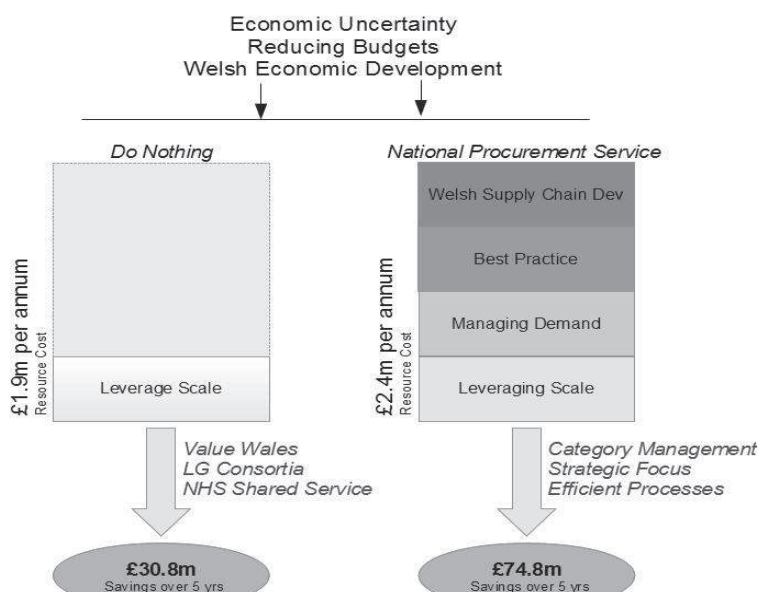 Economic Uncertainty
Reducing Budgets
Welsh Economic Development
Do Nothing
£1.9m per annum
Resource Cost
Leverage Scale
Value Wales
LG Consortia
NHS Shared Service
£30.8m
Savings over 5 yrs
National Procurement Service
Welsh Supply Chain Dev
Best Practice
Managing Demand
£2.4m per annum
Resource Cost
Leveraging Scale
Category Management
Strategic Focus
Efficient Processes
£74.8m
Savings over 5 yrs